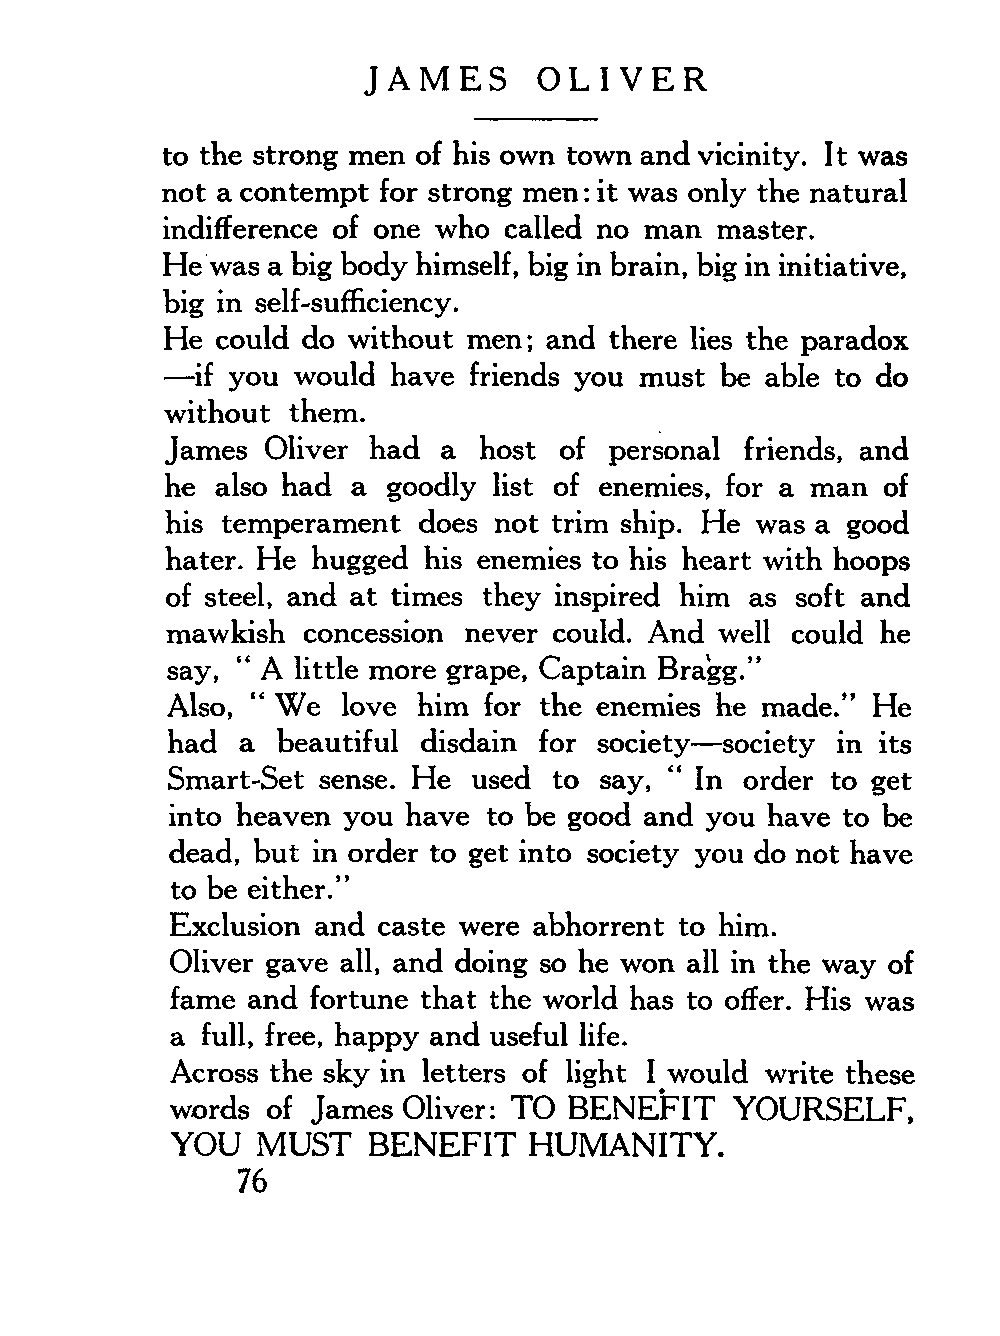 JAMES OLIVER
to the strong men of his own town and vicinity. It was
not a contempt for strong men: it was only the natural
indifference of one who called no man master.
He was a big body himself, big in brain, big in initiative,
big in self-sufficiency.
He could do without men; and there lies the paradox
—if you would have friends you must be able to do
without them.
James Oliver had a host of personal friends, and
he also had a goodly list of enemies, for a man of
his temperament does not trim ship. He was a good
hater. He hugged his enemies to his heart with hoops
of steel, and at times they inspired him as soft and
mawkish concession never could. And well could he
say, “ A little more grape, Captain Bragg.”
Also, “ We love him for the enemies he made.” He
had a beautiful disdain for society—society in its
Smart-Set sense. He used to say, “ In order to get
into heaven you have to be good and you have to be
dead, but in order to get into society you do not have
to be either.”
Exclusion and caste were abhorrent to him.
Oliver gave all, and doing so he won all in the way of
fame and fortune that the world has to offer. His was
a full, free, happy and useful life.
Across the sky in letters of light I would write these
words of James Oliver: TO BENEFIT YOURSELF,
YOU MUST BENEFIT HUMANITY.
76